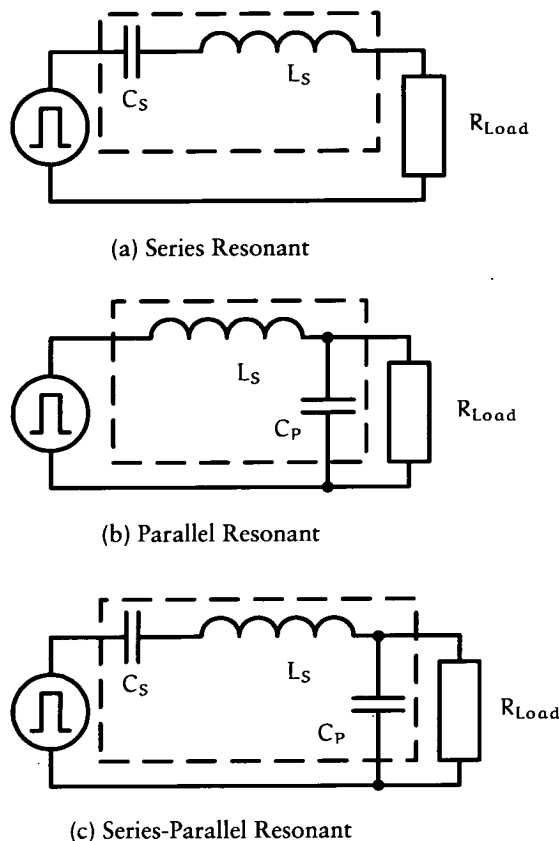 C_S
L_S
R_Load
(a) Series Resonant
L_S
C_P
R_Load
(b) Parallel Resonant
C_S
L_S
C_P
R_Load
(c) Series-Parallel Resonant